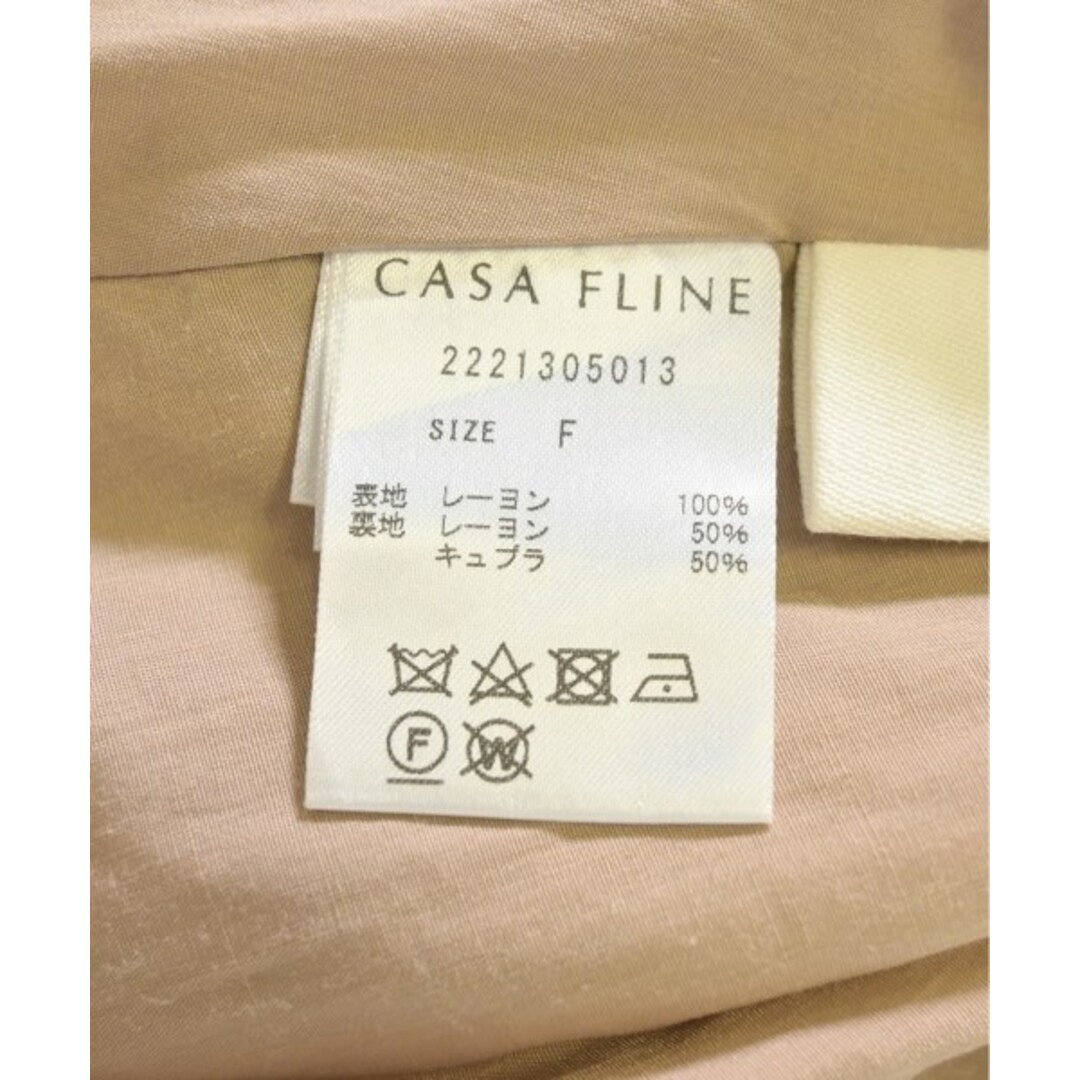 CASA FLINE
2221305013
SIZE F
表地 レーヨン 100%
裏地 レーヨン 50%
キュプラ 50%
F W